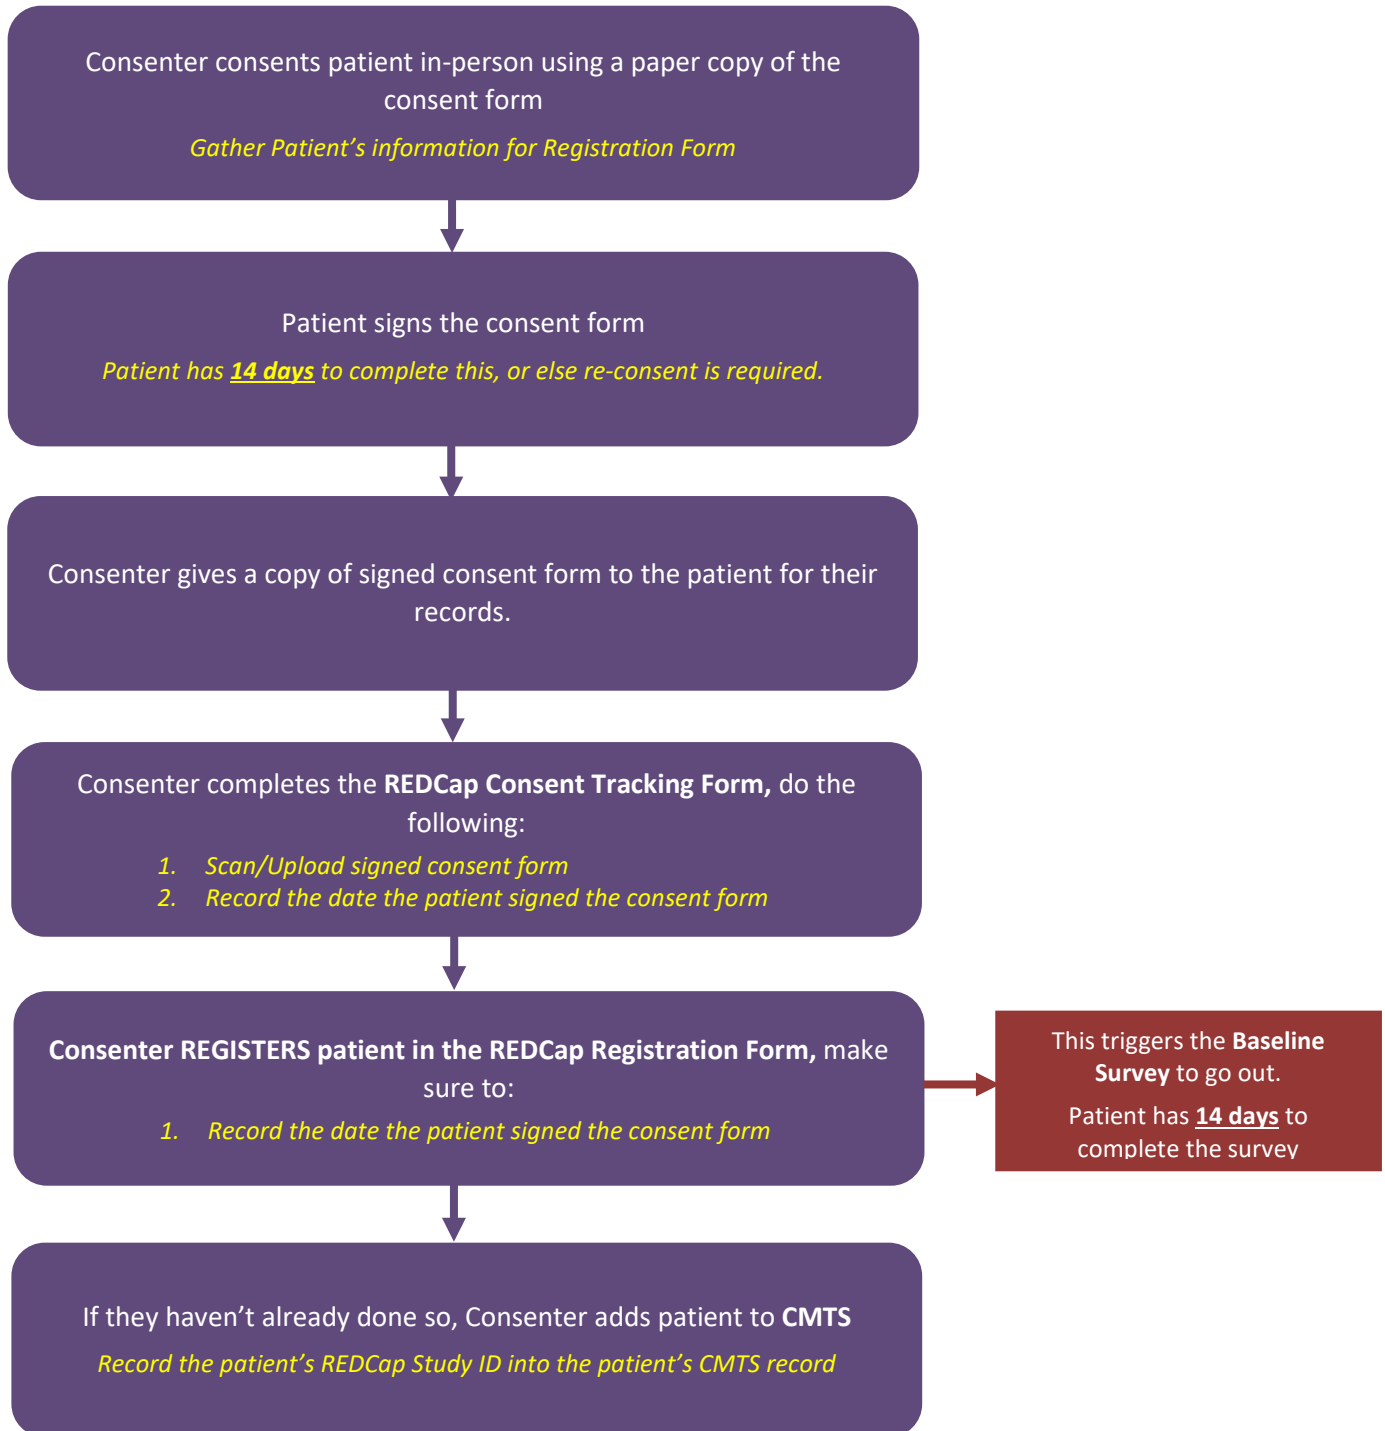 Consenter consents patient in-person using a paper copy of the
consent form
Gather Patient’s information for Registration Form
Patient signs the consent form
Patient has 14 days to complete this, or else re-consent is required.
Consenter gives a copy of signed consent form to the patient for their
records.
Consenter completes the REDCap Consent Tracking Form, do the
following:
1. Scan/Upload signed consent form
2. Record the date the patient signed the consent form
Consenter REGISTERS patient in the REDCap Registration Form, make
sure to:
1. Record the date the patient signed the consent form
This triggers the Baseline
Survey to go out.
Patient has 14 days to
complete the survey
If they haven’t already done so, Consenter adds patient to CMTS
Record the patient’s REDCap Study ID into the patient’s CMTS record